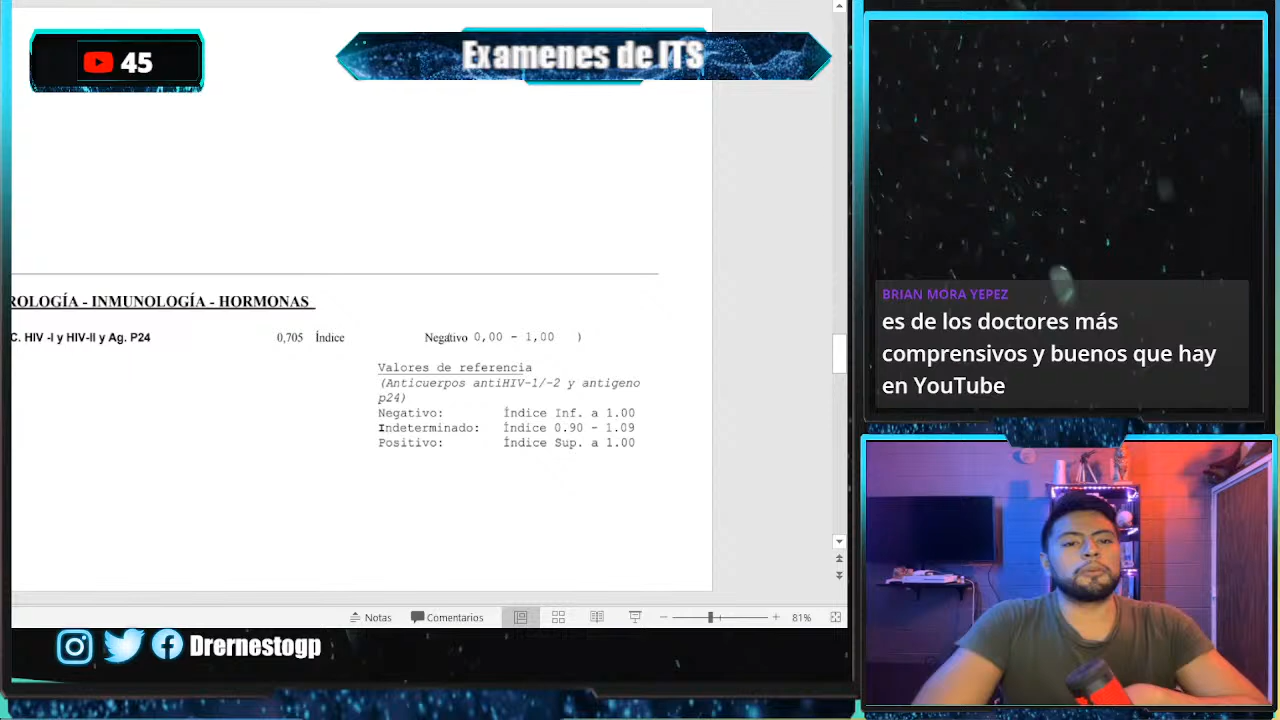 45
Examenes de ITS
ROLOGÍA - INMUNOLOGÍA - HORMONAS
C. HIV -I y HIV-II y Ag. P24 0,705 Índice Negativo 0,00 - 1,00 )
Valores de referencia
(Anticuerpos antiHIV-1/-2 y antigeno
p24)
Negativo: Índice Inf. a 1.00
Indeterminado: Índice 0.90 - 1.09
Positivo: Índice Sup. a 1.00
Notas Comentarios 81%
Drernestogp
BRIAN MORA YEPEZ
es de los doctores más
comprensivos y buenos que hay
en YouTube